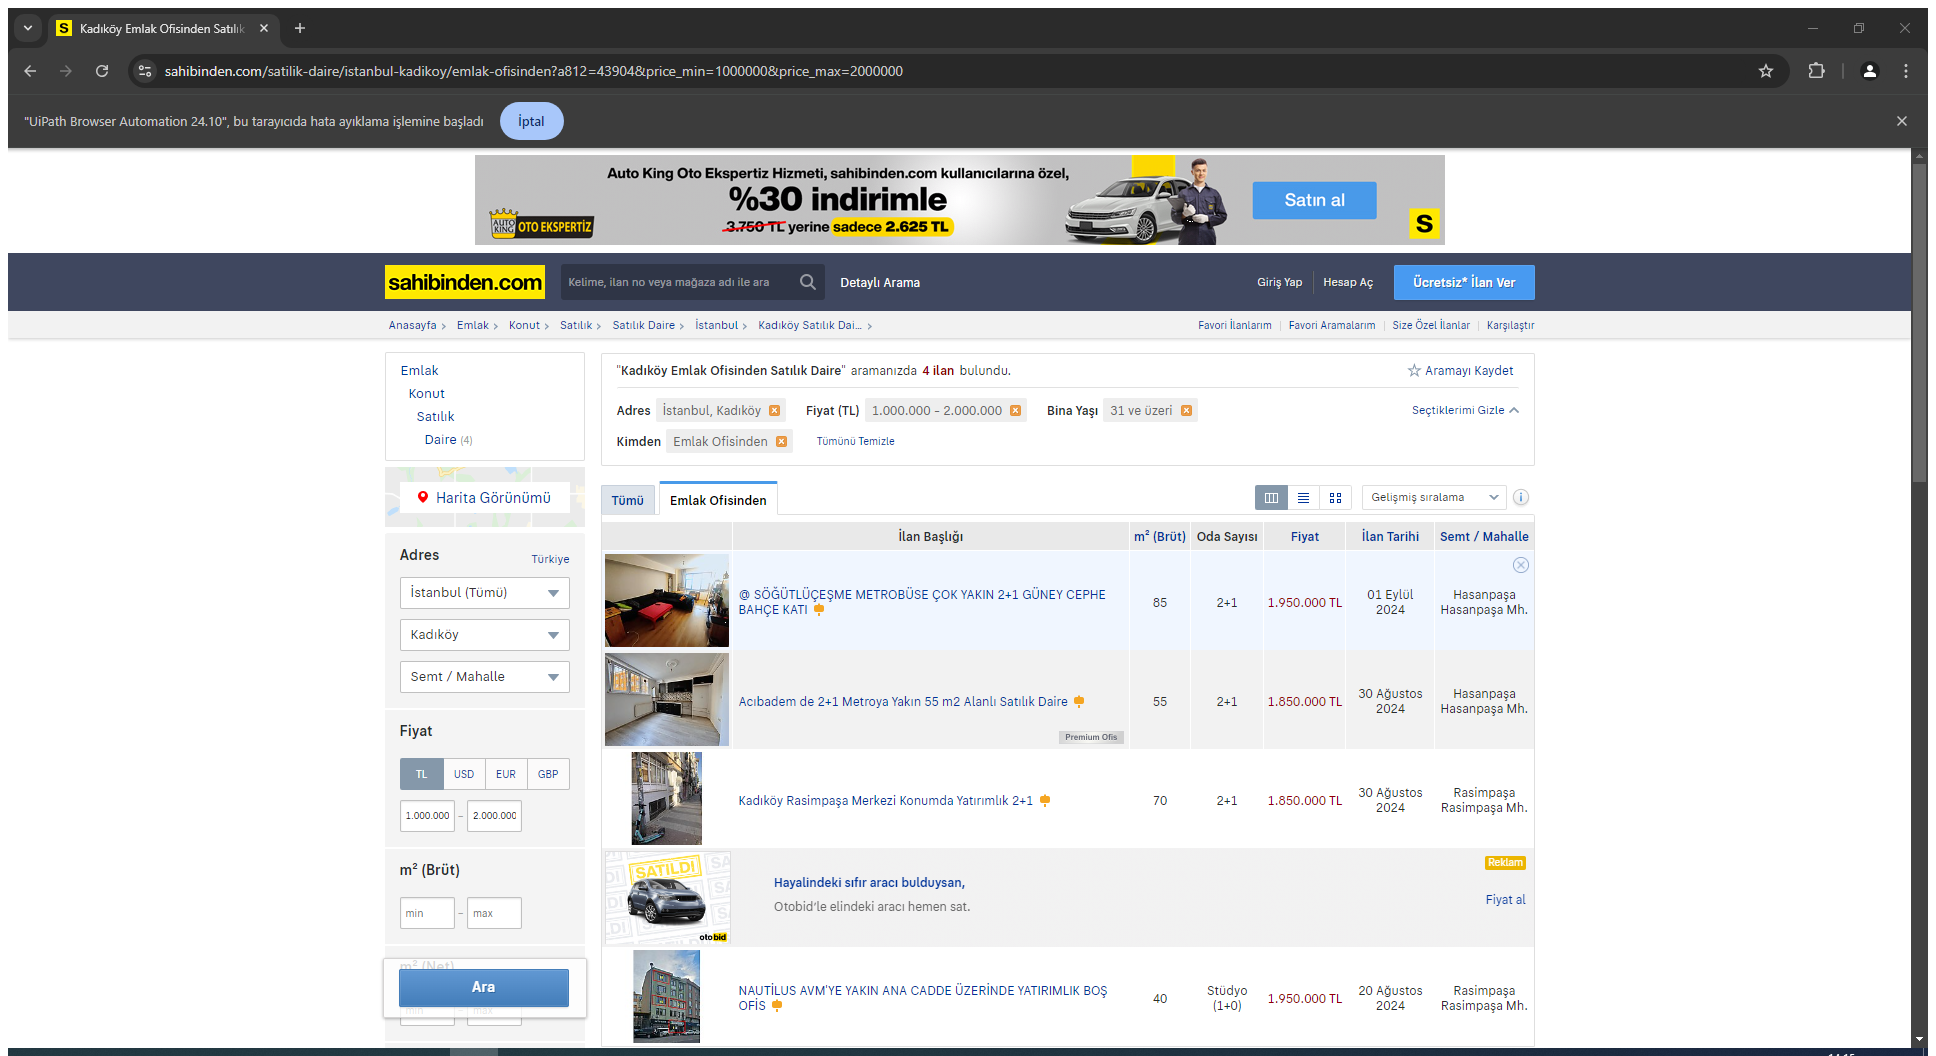 S Kadıköy Emlak Ofisinden Satılık
sahibinden.com/satilik-daire/istanbul-kadikoy/emlak-ofisinden?a812=43904&price_min=1000000&price_max=2000000
"UiPath Browser Automation 24.10", bu tarayıcıda hata ayıklama işlemine başladı
İptal
Auto King Oto Ekspertiz Hizmeti, sahibinden.com kullanıcılarına özel,
%30 indirimle
3.750 TL yerine sadece 2.625 TL
AUTO KING OTO EKSPERTİZ
Satın al
S
sahibinden.com
Kelime, ilan no veya mağaza adı ile ara
Detaylı Arama
Giriş Yap
Hesap Aç
Ücretsiz* İlan Ver
Anasayfa > Emlak > Konut > Satılık > Satılık Daire > İstanbul > Kadıköy Satılık Dai... >
Favori İlanlarım | Favori Aramalarım | Size Özel İlanlar | Karşılaştır
Emlak
Konut
Satılık
Daire (4)
Harita Görünümü
Adres
Türkiye
İstanbul (Tümü)
Kadıköy
Semt / Mahalle
Fiyat
TL USD EUR GBP
1.000.000 - 2.000.000
m² (Brüt)
min - max
m² (Net)
Ara
min max
"Kadıköy Emlak Ofisinden Satılık Daire" aramanızda 4 ilan bulundu.
Aramayı Kaydet
Adres İstanbul, Kadıköy Fiyat (TL) 1.000.000 - 2.000.000 Bina Yaşı 31 ve üzeri
Seçtiklerimi Gizle
Kimden Emlak Ofisinden Tümünü Temizle
Tümü
Emlak Ofisinden
Gelişmiş sıralama
i
İlan Başlığı m² (Brüt) Oda Sayısı Fiyat İlan Tarihi Semt / Mahalle
@ SÖĞÜTLÜÇEŞME METROBÜSE ÇOK YAKIN 2+1 GÜNEY CEPHE
BAHÇE KATI
85
2+1
1.950.000 TL
01 Eylül
2024
Hasanpaşa
Hasanpaşa Mh.
Acıbadem de 2+1 Metroya Yakın 55 m2 Alanlı Satılık Daire
Premium Ofis
55
2+1
1.850.000 TL
30 Ağustos
2024
Hasanpaşa
Hasanpaşa Mh.
Kadıköy Rasimpaşa Merkezi Konumda Yatırımlık 2+1
70
2+1
1.850.000 TL
30 Ağustos
2024
Rasimpaşa
Rasimpaşa Mh.
SATILDI
otobid
Hayalindeki sıfır aracı bulduysan,
Otobid'le elindeki aracı hemen sat.
Reklam
Fiyat al
NAUTİLUS AVM'YE YAKIN ANA CADDE ÜZERİNDE YATIRIMLIK BOŞ
OFİS
40
Stüdyo
(1+0)
1.950.000 TL
20 Ağustos
2024
Rasimpaşa
Rasimpaşa Mh.